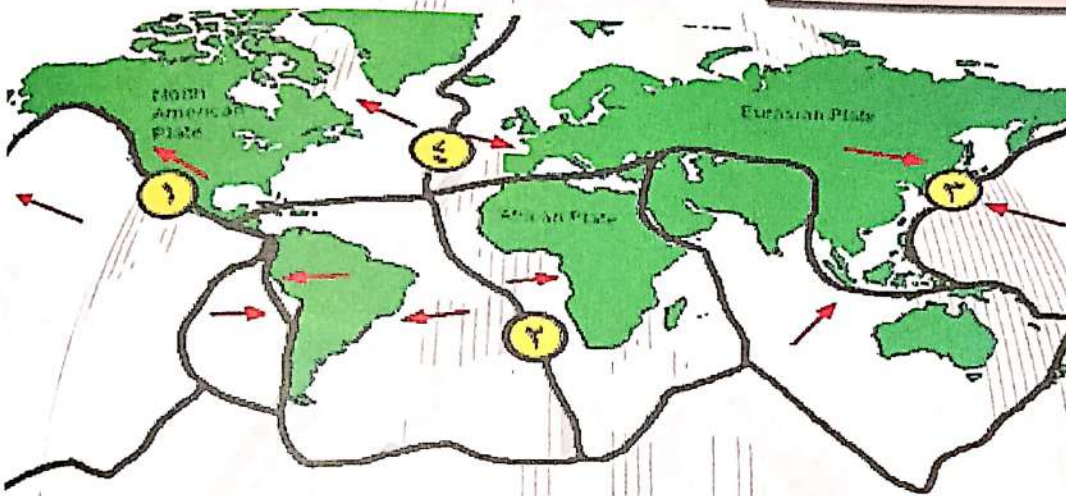 North
American
Plate
Eurasian Plate
٤
١
٣
African Plate
٢